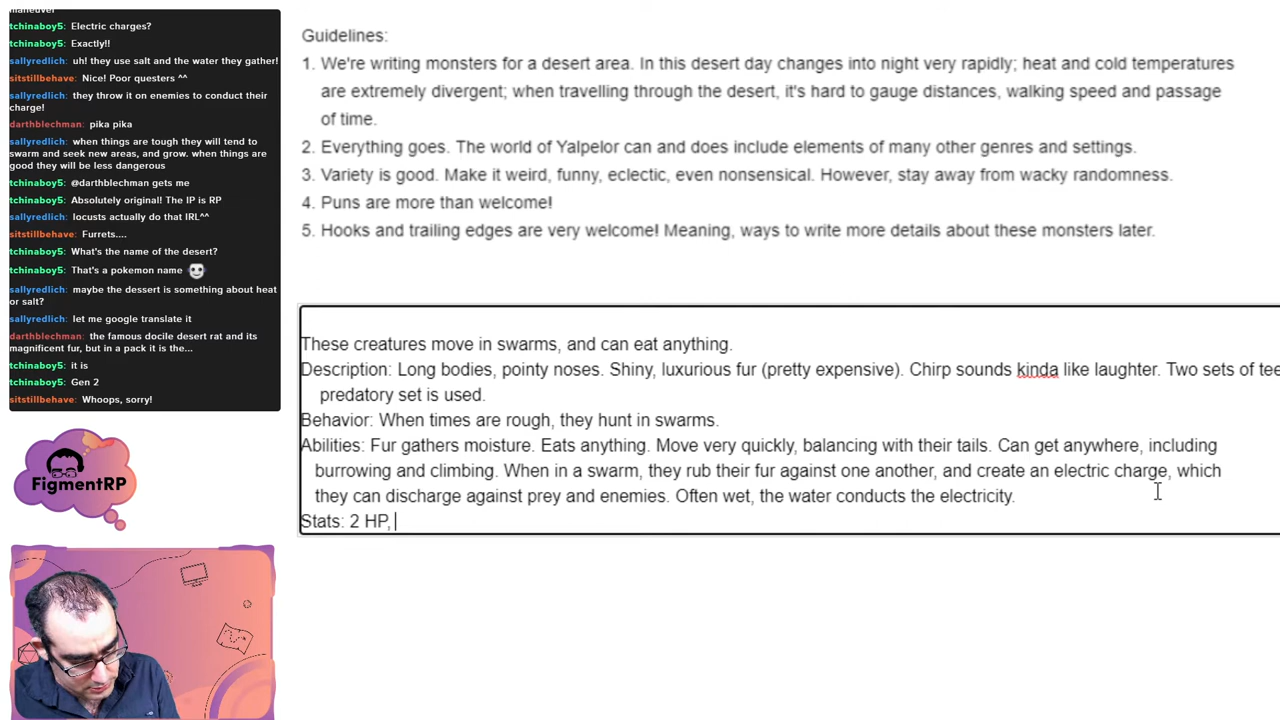 maneuver
tchinaboy5: Electric charges?
tchinaboy5: Exactly!!
sallyredlich: uh! they use salt and the water they gather!
sitstillbehave: Nice! Poor questers ^^
sallyredlich: they throw it on enemies to conduct their
charge!
darthblechman: pika pika
sallyredlich: when things are tough they will tend to
swarm and seek new areas, and grow. when things are
good they will be less dangerous
tchinaboy5: @darthblechman gets me
tchinaboy5: Absolutely original! The IP is RP
sallyredlich: locusts actually do that IRL^^
sitstillbehave: Furrets....
tchinaboy5: What's the name of the desert?
tchinaboy5: That's a pokemon name
sallyredlich: maybe the dessert is something about heat
or salt?
sallyredlich: let me google translate it
darthblechman: the famous docile desert rat and its
magnificent fur, but in a pack it is the...
tchinaboy5: it is
tchinaboy5: Gen 2
sitstillbehave: Whoops, sorry!
FigmentRP
Guidelines:
1. We're writing monsters for a desert area. In this desert day changes into night very rapidly; heat and cold temperatures
are extremely divergent; when travelling through the desert, it's hard to gauge distances, walking speed and passage
of time.
2. Everything goes. The world of Yalpelor can and does include elements of many other genres and settings.
3. Variety is good. Make it weird, funny, eclectic, even nonsensical. However, stay away from wacky randomness.
4. Puns are more than welcome!
5. Hooks and trailing edges are very welcome! Meaning, ways to write more details about these monsters later.
These creatures move in swarms, and can eat anything.
Description: Long bodies, pointy noses. Shiny, luxurious fur (pretty expensive). Chirp sounds kinda like laughter. Two sets of tee
predatory set is used.
Behavior: When times are rough, they hunt in swarms.
Abilities: Fur gathers moisture. Eats anything. Move very quickly, balancing with their tails. Can get anywhere, including
burrowing and climbing. When in a swarm, they rub their fur against one another, and create an electric charge, which
they can discharge against prey and enemies. Often wet, the water conducts the electricity.
Stats: 2 HP,